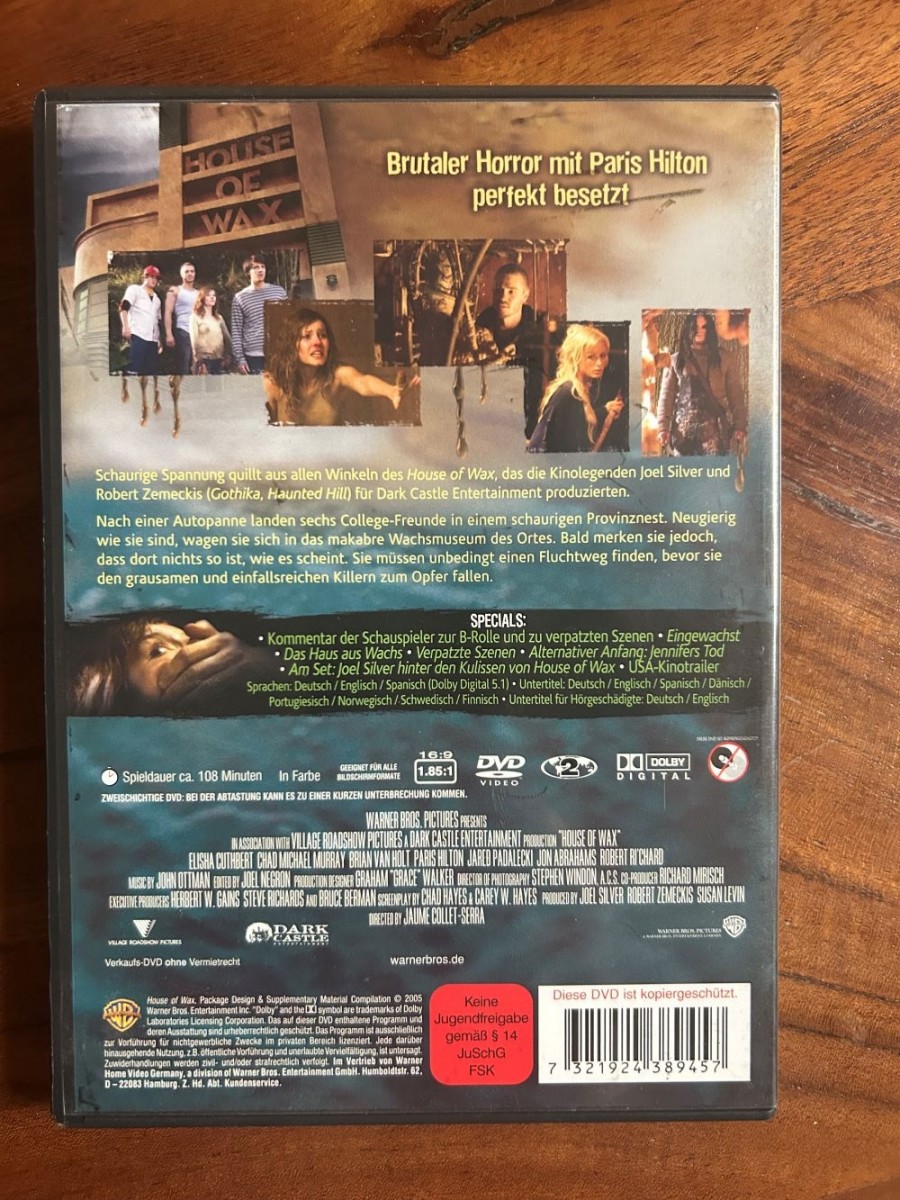 HOUSE
OF
WAX
Brutaler Horror mit Paris Hilton
perfekt besetzt
Schaurige Spannung quillt aus allen Winkeln des House of Wax, das die Kinolegenden Joel Silver und
Robert Zemeckis (Gothika, Haunted Hill) für Dark Castle Entertainment produzierten.
Nach einer Autopanne landen sechs College-Freunde in einem schaurigen Provinznest. Neugierig
wie sie sind, wagen sie sich in das makabre Wachsmuseum des Ortes. Bald merken sie jedoch,
dass dort nichts so ist, wie es scheint. Sie müssen unbedingt einen Fluchtweg finden, bevor sie
den grausamen und einfallsreichen Killern zum Opfer fallen.
SPECIALS:
• Kommentar der Schauspieler zur B-Rolle und zu verpatzten Szenen • Eingewachst
• Das Haus aus Wachs • Verpatzte Szenen • Alternativer Anfang: Jennifers Tod
• Am Set: Joel Silver hinter den Kulissen von House of Wax • USA-Kinotrailer
Sprachen: Deutsch / Englisch / Spanisch (Dolby Digital 5.1) • Untertitel: Deutsch / Englisch / Spanisch / Dänisch /
Portugiesisch / Norwegisch / Schwedisch / Finnisch • Untertitel für Hörgeschädigte: Deutsch / Englisch
Spieldauer ca. 108 Minuten In Farbe
GEEIGNET FÜR ALLE
BILDSCHIRMFORMATE
16:9
1.85:1
DVD
VIDEO
2
DOLBY
DIGITAL
ZWEISCHICHTIGE DVD: BEI DER ABTASTUNG KANN ES ZU EINER KURZEN UNTERBRECHUNG KOMMEN.
WARNER BROS. PICTURES PRESENTS
IN ASSOCIATION WITH VILLAGE ROADSHOW PICTURES A DARK CASTLE ENTERTAINMENT PRODUCTION "HOUSE OF WAX"
ELISHA CUTHBERT CHAD MICHAEL MURRAY BRIAN VAN HOLT PARIS HILTON JARED PADALECKI JON ABRAHAMS ROBERT RI'CHARD
MUSIC BY JOHN OTTMAN EDITED BY JOEL NEGRON PRODUCTION DESIGNER GRAHAM "GRACE" WALKER DIRECTOR OF PHOTOGRAPHY STEPHEN WINDON, A.C.S. CO-PRODUCER RICHARD MIRISCH
EXECUTIVE PRODUCERS HERBERT W. GAINS STEVE RICHARDS AND BRUCE BERMAN SCREENPLAY BY CHAD HAYES & CAREY W. HAYES PRODUCED BY JOEL SILVER ROBERT ZEMECKIS SUSAN LEVIN
DIRECTED BY JAUME COLLET-SERRA
VILLAGE ROADSHOW PICTURES
DARK
CASTLE
ENTERTAINMENT
WARNER BROS. PICTURES
Verkaufs-DVD ohne Vermietrecht
warnerbros.de
House of Wax, Package Design & Supplementary Material Compilation © 2005
Warner Bros. Entertainment Inc. "Dolby" and the symbol are trademarks of Dolby
Laboratories Licensing Corporation. Das auf dieser DVD enthaltene Programm und
deren Ausstattung sind urheberrechtlich geschützt. Das Programm ist ausschließlich
zur Vorführung für nichtgewerbliche Zwecke im privaten Bereich lizenziert. Jede darüber
hinausgehende Nutzung, z.B. öffentliche Vorführung und unerlaubte Vervielfältigung, ist untersagt.
Zuwiderhandlungen werden zivil- und/oder strafrechtlich verfolgt. Im Vertrieb von Warner
Home Video Germany, a division of Warner Bros. Entertainment GmbH. Humboldtstr. 62,
D – 22083 Hamburg. Z. Hd. Abt. Kundenservice.
Keine
Jugendfreigabe
gemäß § 14
JuSchG
FSK
Diese DVD ist kopiergeschützt.
7 321924 389457